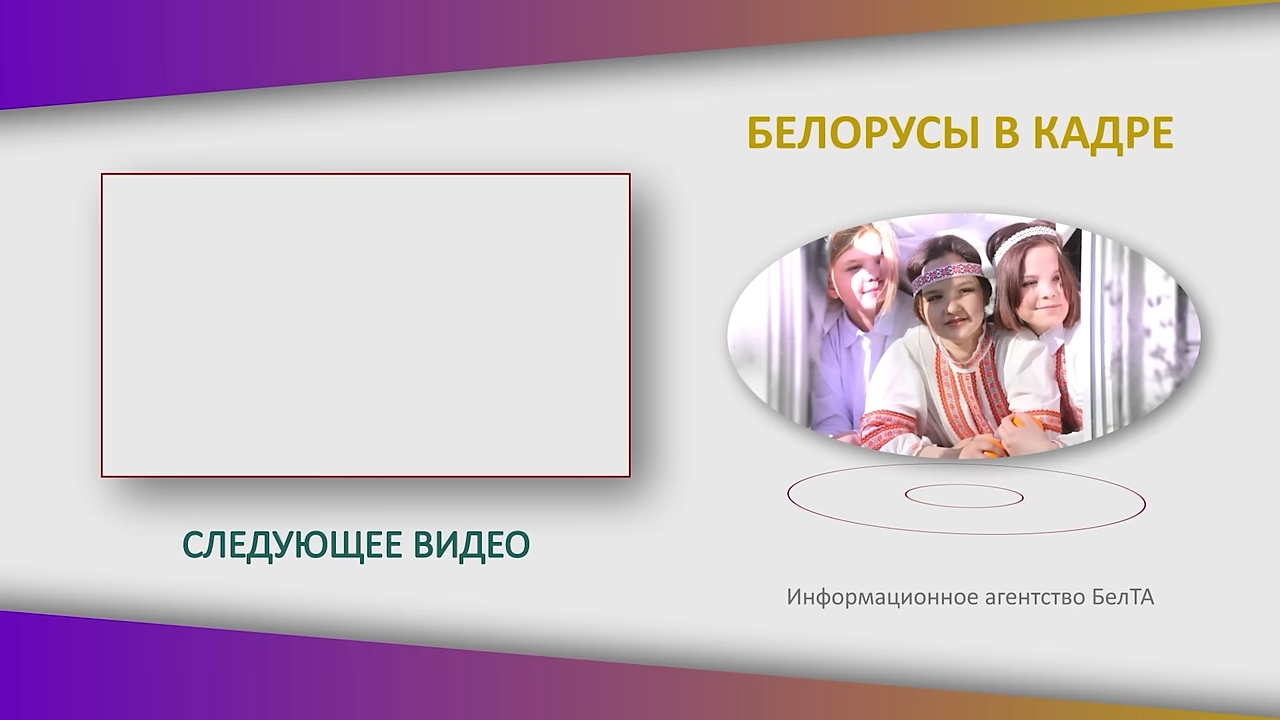 БЕЛОРУСЫ В КАДРЕ
СЛЕДУЮЩЕЕ ВИДЕО
Информационное агентство БелТА